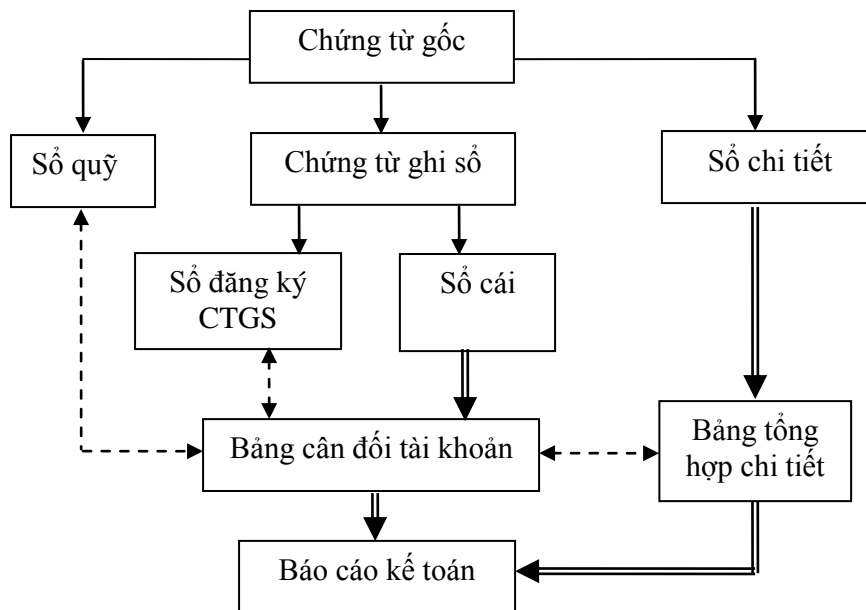 Chứng từ gốc
Sổ quỹ
Chứng từ ghi sổ
Sổ chi tiết
Sổ đăng ký
CTGS
Sổ cái
Bảng cân đối tài khoản
Bảng tổng
hợp chi tiết
Báo cáo kế toán